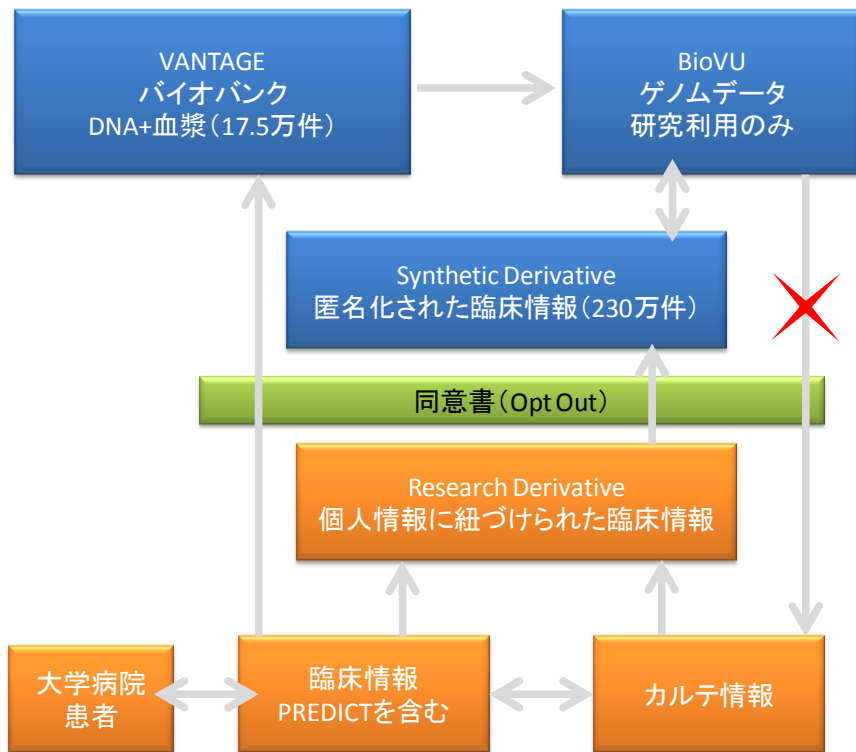 VANTAGE
バイオバンク
DNA+血漿（17.5万件）
BioVU
ゲノムデータ
研究利用のみ
Synthetic Derivative
匿名化された臨床情報（230万件）
同意書（Opt Out）
Research Derivative
個人情報に紐づけられた臨床情報
大学病院
患者
臨床情報
PREDICTを含む
カルテ情報